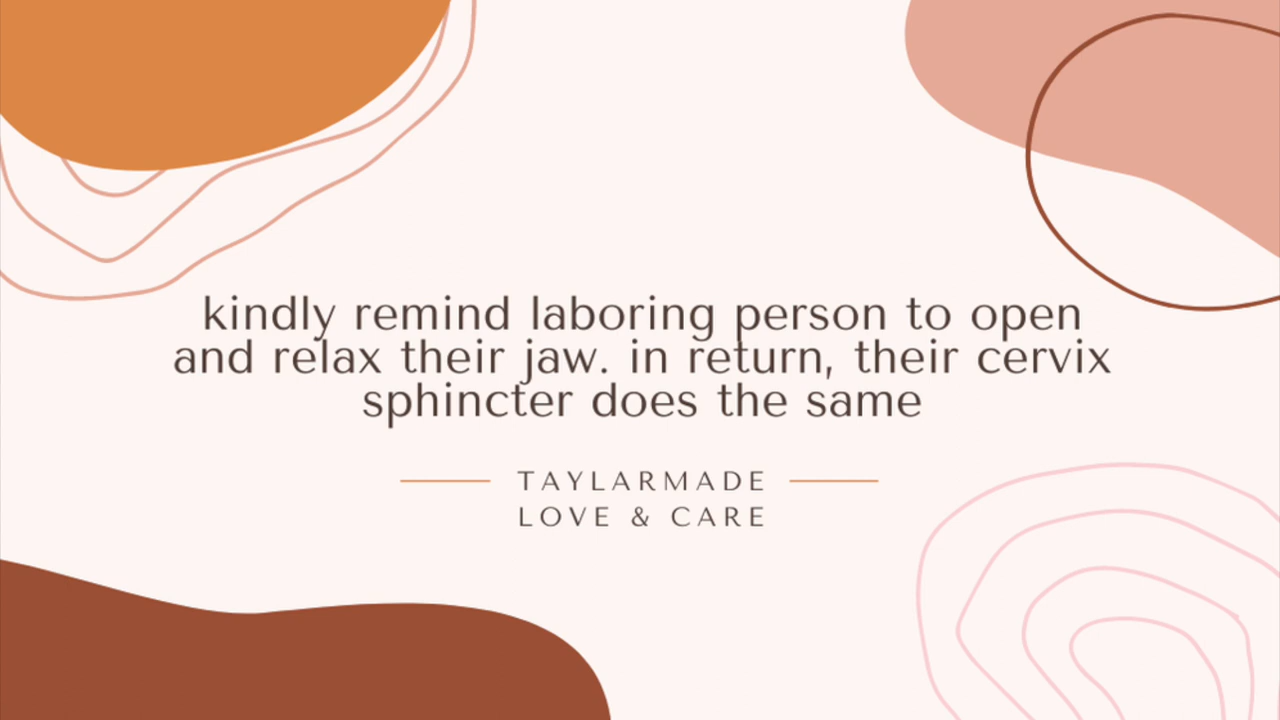 kindly remind laboring person to open
and relax their jaw. in return, their cervix
sphincter does the same
TAYLARMADE
LOVE & CARE